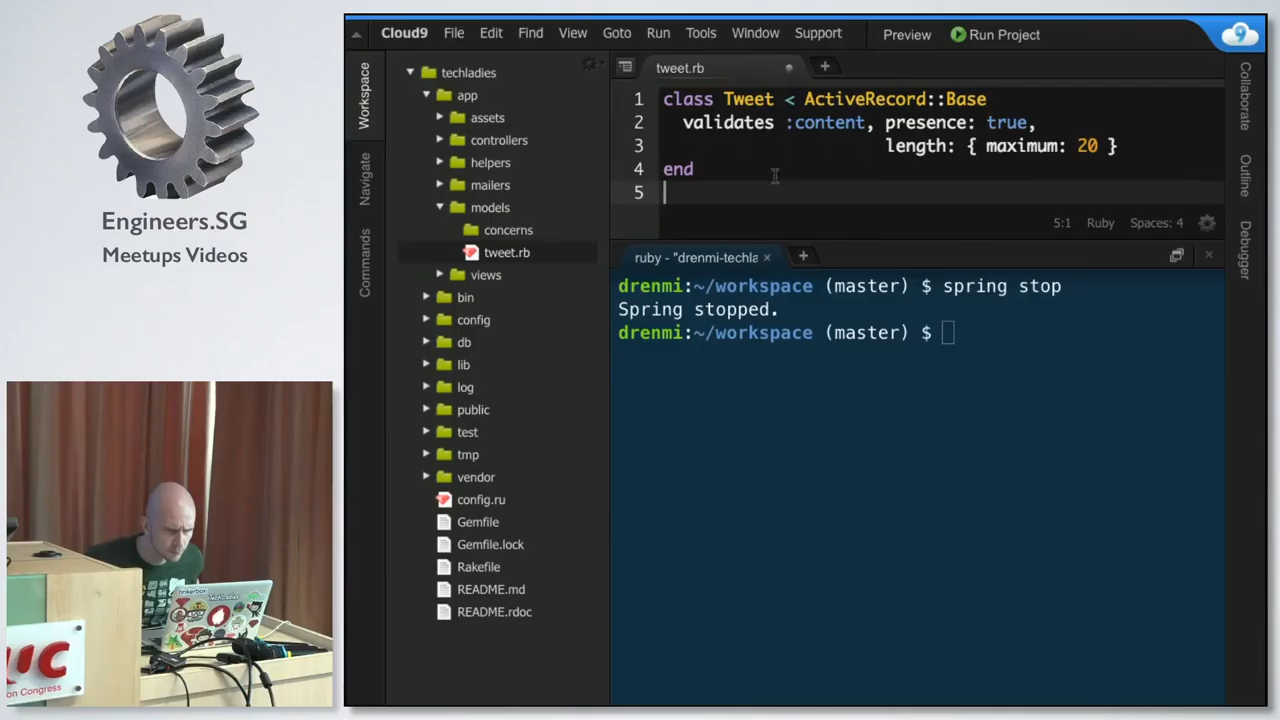 Engineers.SG
Meetups Videos
Cloud9 File Edit Find View Goto Run Tools Window Support Preview Run Project
9
Workspace
Navigate
Commands
techladies
app
assets
controllers
helpers
mailers
models
concerns
tweet.rb
views
bin
config
db
lib
log
public
test
tmp
vendor
config.ru
Gemfile
Gemfile.lock
Rakefile
README.md
README.rdoc
tweet.rb
1 class Tweet < ActiveRecord::Base
2 validates :content, presence: true,
3 length: { maximum: 20 }
4 end
5
5:1 Ruby Spaces: 4
ruby - "drenmi-techla
drenmi:~/workspace (master) $ spring stop
Spring stopped.
drenmi:~/workspace (master) $
Collaborate
Outline
Debugger
tinkerbox
on Congress